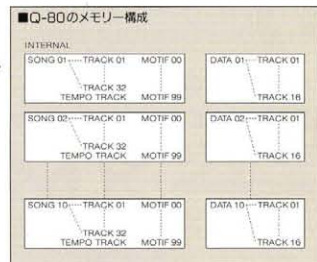 ■Q-80のメモリー構成
INTERNAL
SONG 01 TRACK 01 MOTIF 00
TRACK 32
TEMPO TRACK MOTIF 99
DATA 01 TRACK 01
TRACK 16
SONG 02 TRACK 01 MOTIF 00
TRACK 32
TEMPO TRACK MOTIF 99
DATA 02 TRACK 01
TRACK 16
SONG 10 TRACK 01 MOTIF 00
TRACK 32
TEMPO TRACK MOTIF 99
DATA 10 TRACK 01
TRACK 16